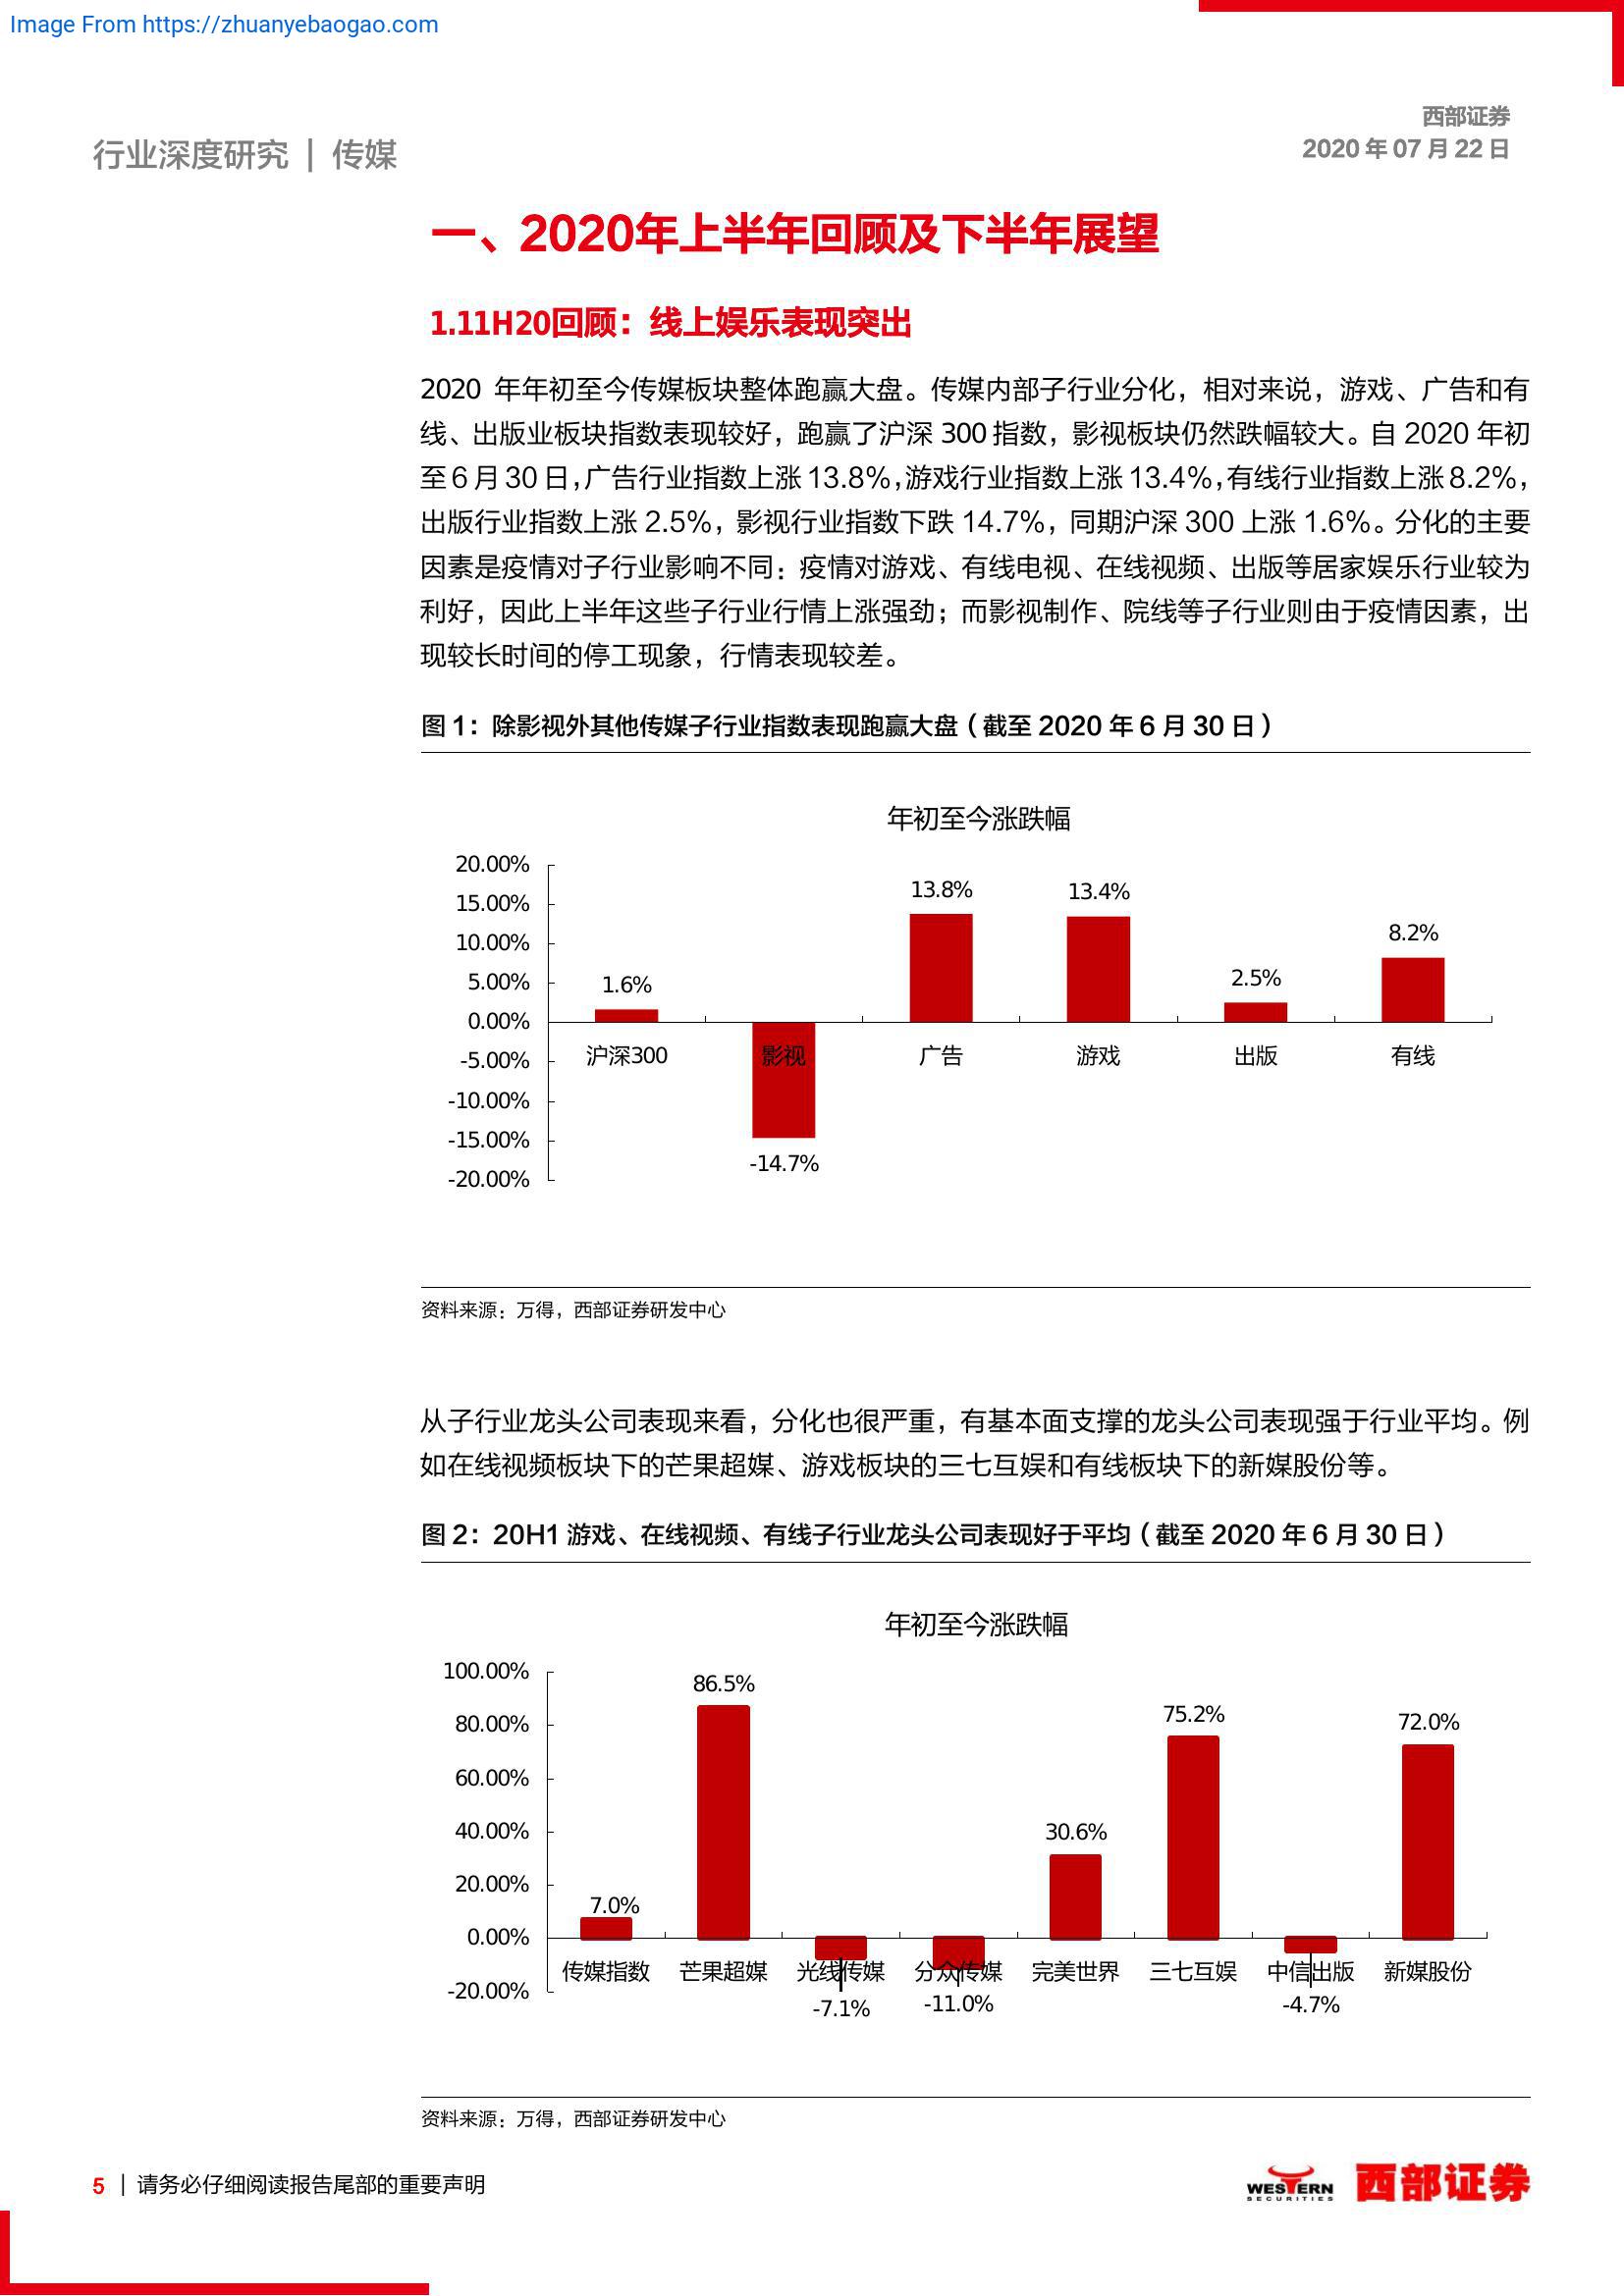 Image From https://zhuanyebaogao.com
西部证券
2020 年 07 月 22 日
行业深度研究 | 传媒
一、2020年上半年回顾及下半年展望
1.11H20回顾：线上娱乐表现突出
2020 年年初至今传媒板块整体跑赢大盘。传媒内部子行业分化，相对来说，游戏、广告和有
线、出版业板块指数表现较好，跑赢了沪深 300 指数，影视板块仍然跌幅较大。自 2020 年初
至 6 月 30 日，广告行业指数上涨 13.8%，游戏行业指数上涨 13.4%，有线行业指数上涨 8.2%，
出版行业指数上涨 2.5%，影视行业指数下跌 14.7%，同期沪深 300 上涨 1.6%。分化的主要
因素是疫情对子行业影响不同：疫情对游戏、有线电视、在线视频、出版等居家娱乐行业较为
利好，因此上半年这些子行业行情上涨强劲；而影视制作、院线等子行业则由于疫情因素，出
现较长时间的停工现象，行情表现较差。
图 1：除影视外其他传媒子行业指数表现跑赢大盘（截至 2020 年 6 月 30 日）
年初至今涨跌幅
20.00%
15.00%
10.00%
5.00%
0.00%
-5.00%
-10.00%
-15.00%
-20.00%
1.6%
-14.7%
13.8%
13.4%
2.5%
8.2%
沪深300 影视 广告 游戏 出版 有线
资料来源：万得，西部证券研发中心
从子行业龙头公司表现来看，分化也很严重，有基本面支撑的龙头公司表现强于行业平均。例
如在线视频板块下的芒果超媒、游戏板块的三七互娱和有线板块下的新媒股份等。
图 2：20H1 游戏、在线视频、有线子行业龙头公司表现好于平均（截至 2020 年 6 月 30 日）
年初至今涨跌幅
100.00%
80.00%
60.00%
40.00%
20.00%
0.00%
-20.00%
7.0%
86.5%
-7.1%
-11.0%
30.6%
75.2%
-4.7%
72.0%
传媒指数 芒果超媒 光线传媒 分众传媒 完美世界 三七互娱 中信出版 新媒股份
资料来源：万得，西部证券研发中心
5 | 请务必仔细阅读报告尾部的重要声明
WESTERN
SECURITIES
西部证券